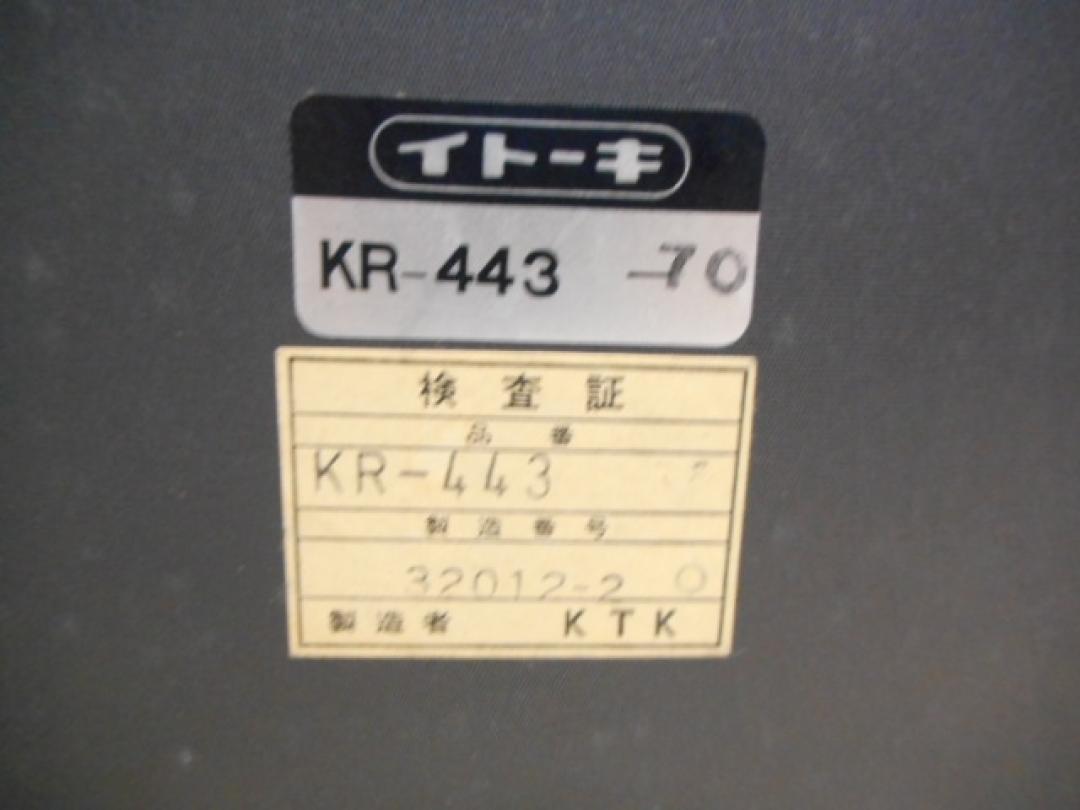 イトーキ
KR-443 -70
検査証
品番
KR-443
製造番号
32012-2 0
製造者 KTK